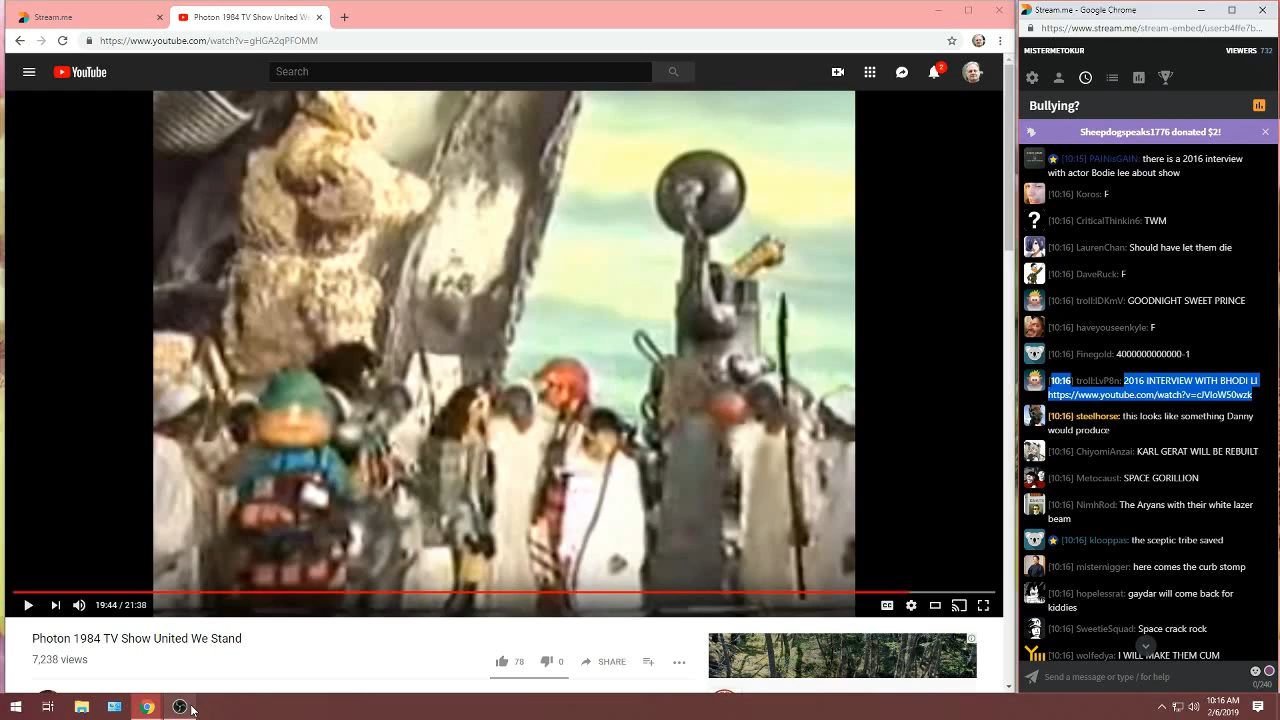 Stream.me
Photon 1984 TV Show United We
https://www.youtube.com/watch?v=gHGA2qPFOMM
YouTube
Search
2
19:44 / 21:38
CC
Photon 1984 TV Show United We Stand
7,238 views
78
0
SHARE
Stream.me - Google Chrome
https://www.stream.me/stream-embed/user:b4ffe7b...
MISTERMETOKUR
VIEWERS 732
Bullying?
Sheepdogspeaks1776 donated $2!
[10:15] PAINisGAIN: there is a 2016 interview
with actor Bodie lee about show
[10:16] Koros: F
[10:16] CriticalThinkin6: TWM
[10:16] LaurenChan: Should have let them die
[10:16] DaveRuck: F
[10:16] troll:IDKmV: GOODNIGHT SWEET PRINCE
[10:16] haveyouseenkyle: F
[10:16] Finegold: 4000000000000-1
[10:16] troll:LvP8n: 2016 INTERVIEW WITH BHODI LI
https://www.youtube.com/watch?v=cJVIoW50wzk
[10:16] steelhorse: this looks like something Danny
would produce
[10:16] ChiyomiAnzai: KARL GERAT WILL BE REBUILT
[10:16] Metocaust: SPACE GORILLION
[10:16] NimhRod: The Aryans with their white lazer
beam
[10:16] klooppas: the sceptic tribe saved
[10:16] misternigger: here comes the curb stomp
[10:16] hopelessrat: gaydar will come back for
kiddies
[10:16] SweetieSquad: Space crack rock
[10:16] wolfedya: I WILL MAKE THEM CUM
Send a message or type / for help
0/240
10:16 AM
2/6/2019